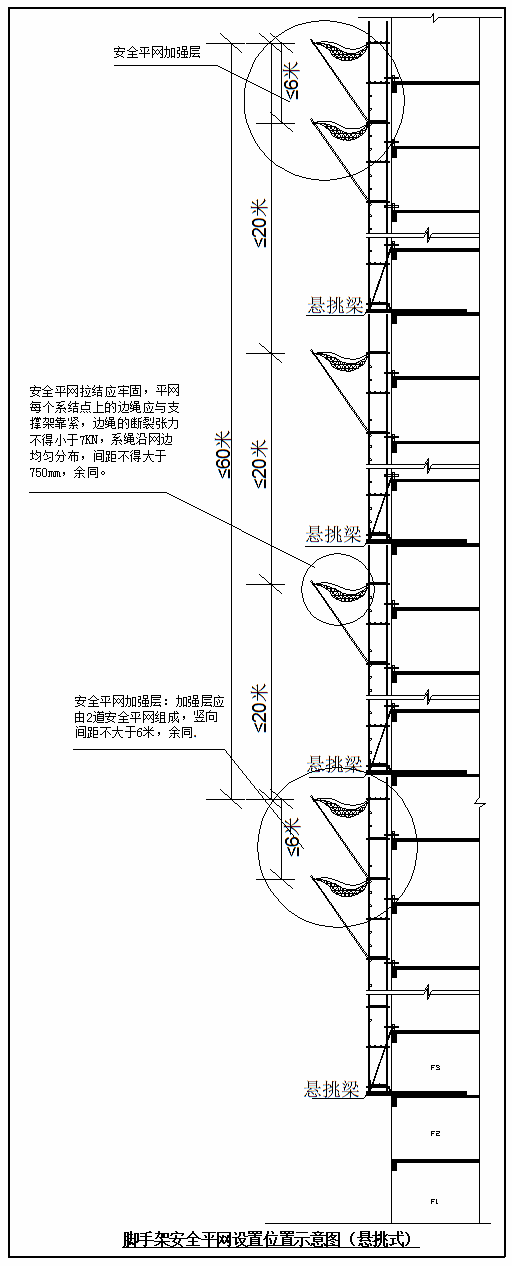 安全平网加强层
≤6米
≤20米
悬挑梁
安全平网拉结应牢固，平网
每个系结点上的边绳应与支
撑架靠紧，边绳的断裂张力
不得小于7KN，系绳沿网边
均匀分布，间距不得大于
750mm，余同。
≤60米
≤20米
悬挑梁
≤20米
安全平网加强层：加强层应
由2道安全平网组成，竖向
间距不大于6米，余同.
悬挑梁
≤6米
F3
悬挑梁
F2
F1
脚手架安全平网设置位置示意图（悬挑式）